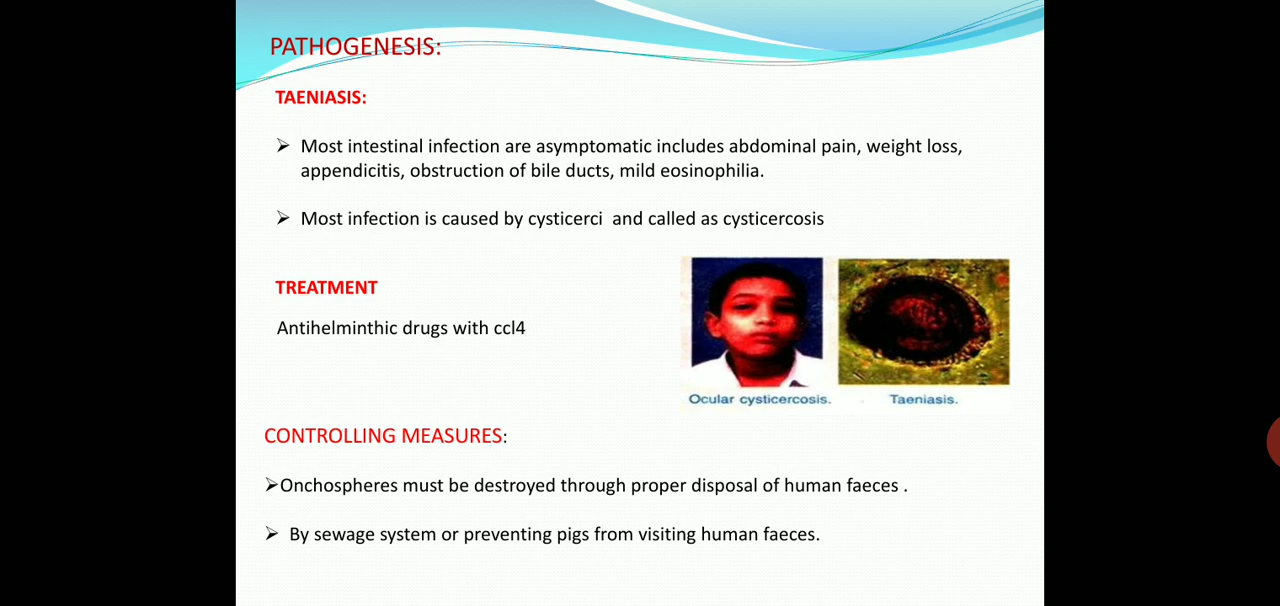 PATHOGENESIS:
TAENIASIS:
➢ Most intestinal infection are asymptomatic includes abdominal pain, weight loss,
appendicitis, obstruction of bile ducts, mild eosinophilia.
➢ Most infection is caused by cysticerci and called as cysticercosis
TREATMENT
Antihelminthic drugs with ccl4
Ocular cysticercosis.
Taeniasis.
CONTROLLING MEASURES:
➢Onchospheres must be destroyed through proper disposal of human faeces .
➢ By sewage system or preventing pigs from visiting human faeces.